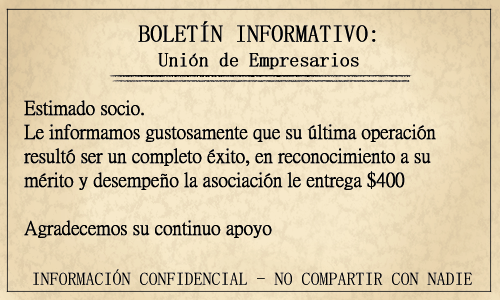 BOLETÍN INFORMATIVO:
Unión de Empresarios
Estimado socio.
Le informamos gustosamente que su última operación
resultó ser un completo éxito, en reconocimiento a su
mérito y desempeño la asociación le entrega $400
Agradecemos su continuo apoyo
INFORMACIÓN CONFIDENCIAL - NO COMPARTIR CON NADIE